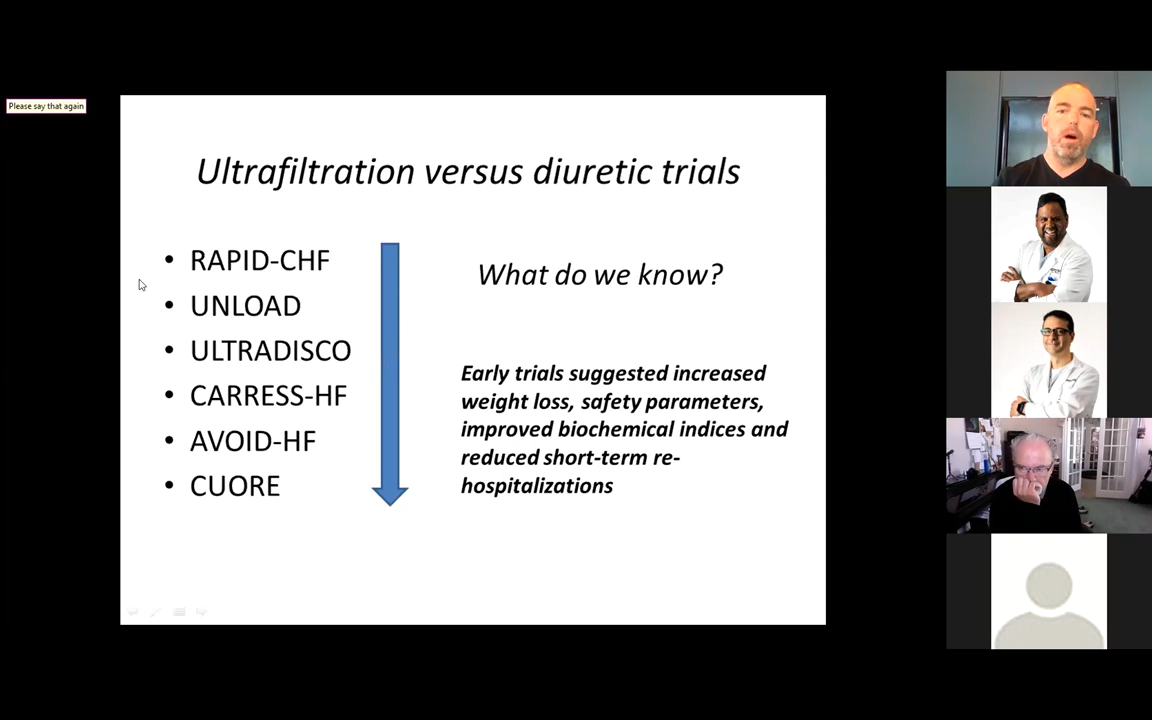 Please say that again
Ultrafiltration versus diuretic trials
• RAPID-CHF
• UNLOAD
• ULTRADISCO
• CARRESS-HF
• AVOID-HF
• CUORE
What do we know?
Early trials suggested increased
weight loss, safety parameters,
improved biochemical indices and
reduced short-term re-
hospitalizations